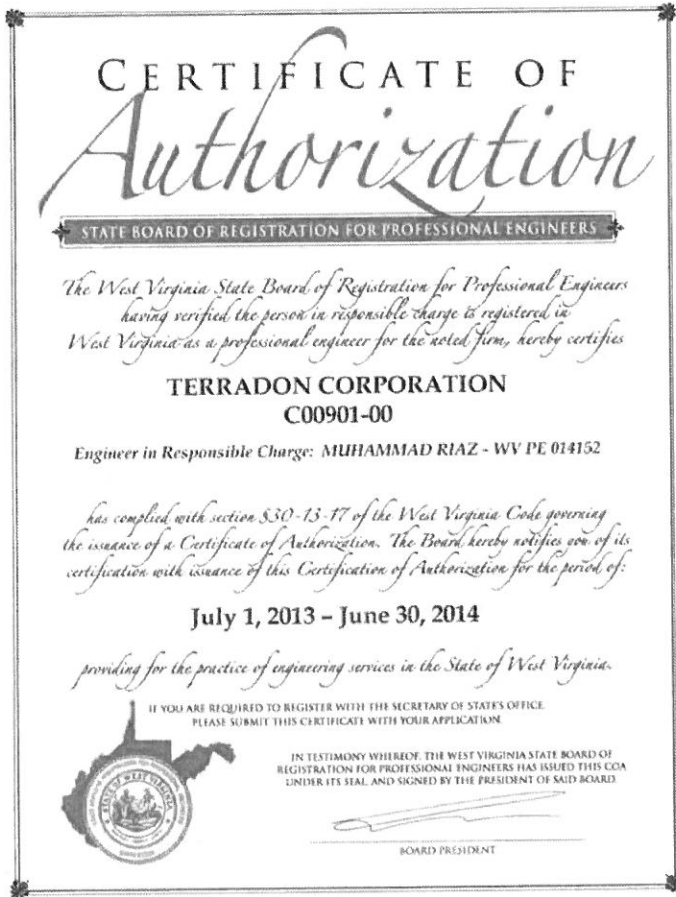 CERTIFICATE OF
Authorization
STATE BOARD OF REGISTRATION FOR PROFESSIONAL ENGINEERS
The West Virginia State Board of Registration for Professional Engineers
having verified the person in responsible charge is registered in
West Virginia as a professional engineer for the noted firm, hereby certifies
TERRADON CORPORATION
C00901-00
Engineer in Responsible Charge: MUHAMMAD RIAZ - WV PE 014152
has complied with section §30-13-17 of the West Virginia Code governing
the issuance of a Certificate of Authorization. The Board hereby notifies you of its
certification with issuance of this Certification of Authorization for the period of:
July 1, 2013 – June 30, 2014
providing for the practice of engineering services in the State of West Virginia.
IF YOU ARE REQUIRED TO REGISTER WITH THE SECRETARY OF STATE'S OFFICE
PLEASE SUBMIT THIS CERTIFICATE WITH YOUR APPLICATION.
IN TESTIMONY WHEREOF, THE WEST VIRGINIA STATE BOARD OF
REGISTRATION FOR PROFESSIONAL ENGINEERS HAS ISSUED THIS COA
UNDER ITS SEAL, AND SIGNED BY THE PRESIDENT OF SAID BOARD.
STATE OF WEST VIRGINIA
BOARD PRESIDENT